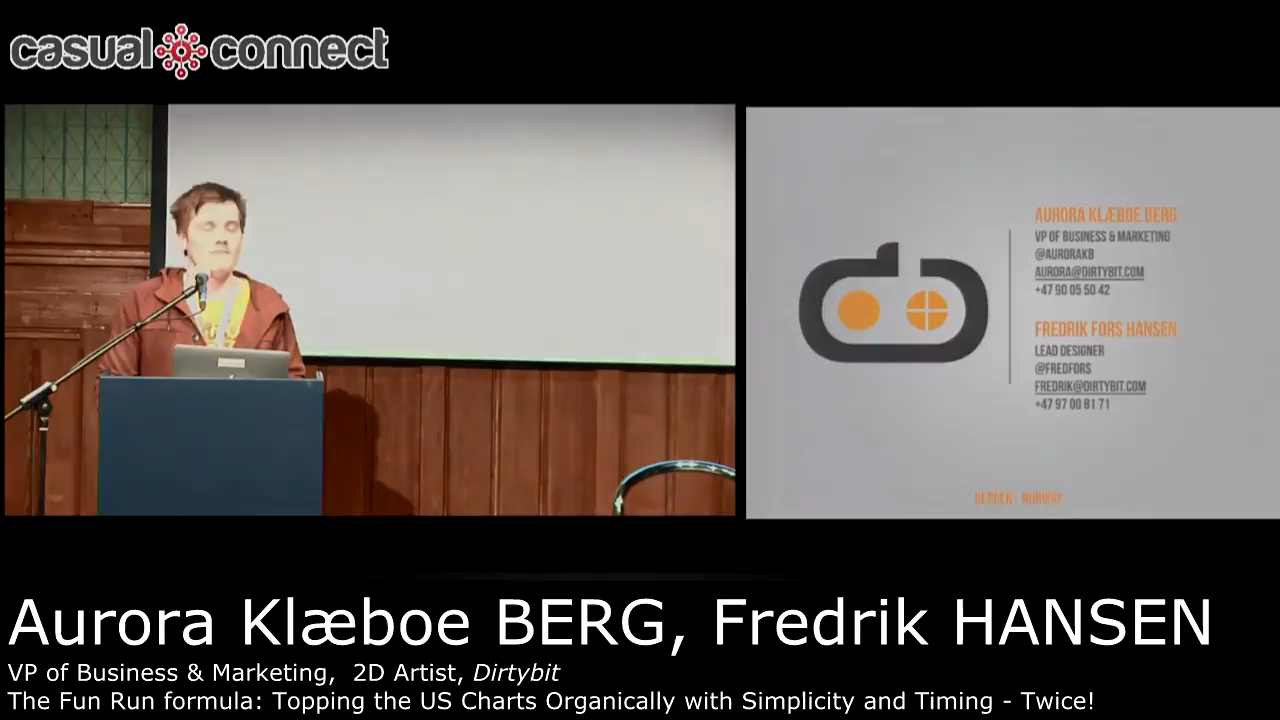 casual connect
AURORA KLÆBOE BERG
VP OF BUSINESS & MARKETING
@AURORAKB
AURORA@DIRTYBIT.COM
+47 90 05 50 42
FREDRIK FORS HANSEN
LEAD DESIGNER
@FREDFORS
FREDRIK@DIRTYBIT.COM
+47 97 00 81 71
BERGEN - NORWAY
Aurora Klæboe BERG, Fredrik HANSEN
VP of Business & Marketing, 2D Artist, Dirtybit
The Fun Run formula: Topping the US Charts Organically with Simplicity and Timing - Twice!